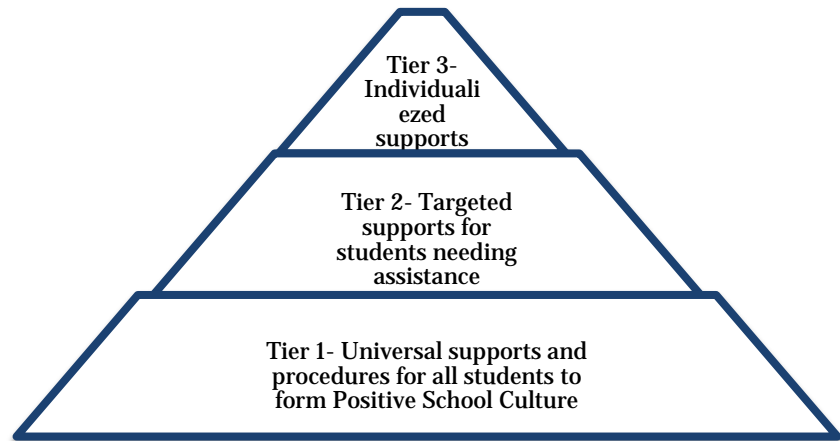 Tier 3-
Individuali
ezed
supports
Tier 2- Targeted
supports for
students needing
assistance
Tier 1- Universal supports and
procedures for all students to
form Positive School Culture